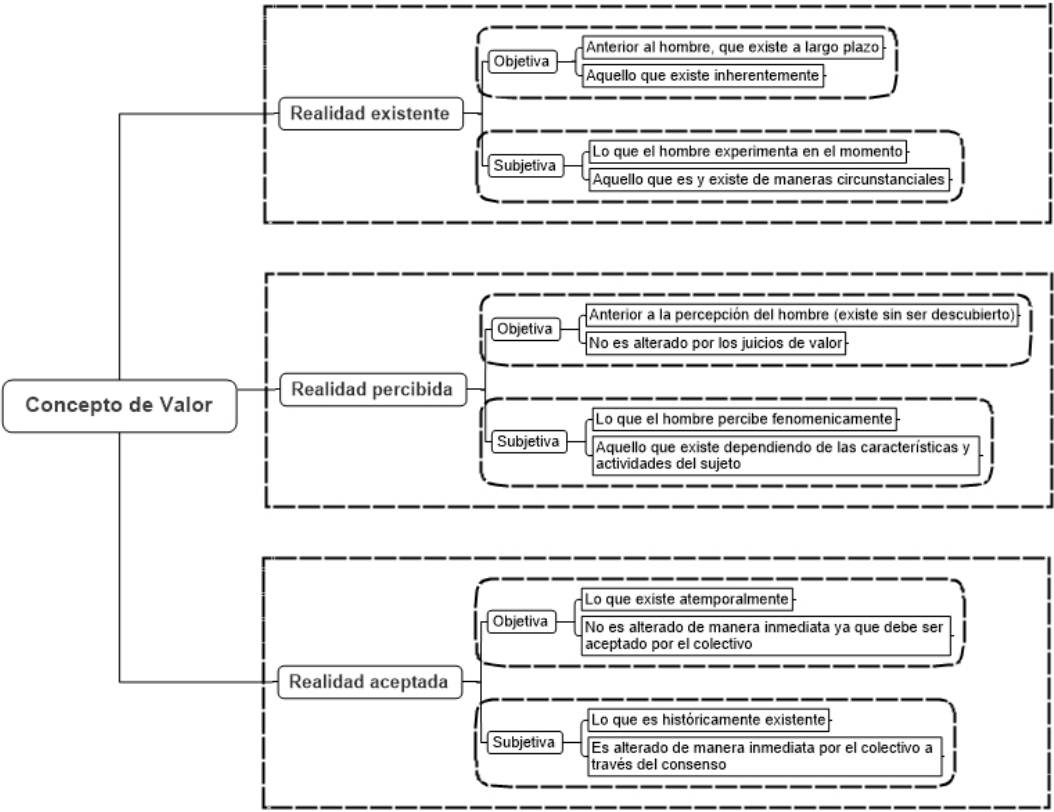 Concepto de Valor
Realidad existente
Objetiva
Anterior al hombre, que existe a largo plazo
Aquello que existe inherentemente
Subjetiva
Lo que el hombre experimenta en el momento
Aquello que es y existe de maneras circunstanciales
Realidad percibida
Objetiva
Anterior a la percepción del hombre (existe sin ser descubierto)
No es alterado por los juicios de valor
Subjetiva
Lo que el hombre percibe fenomenicamente
Aquello que existe dependiendo de las características y
actividades del sujeto
Realidad aceptada
Objetiva
Lo que existe atemporalmente
No es alterado de manera inmediata ya que debe ser
aceptado por el colectivo
Subjetiva
Lo que es históricamente existente
Es alterado de manera inmediata por el colectivo a
través del consenso